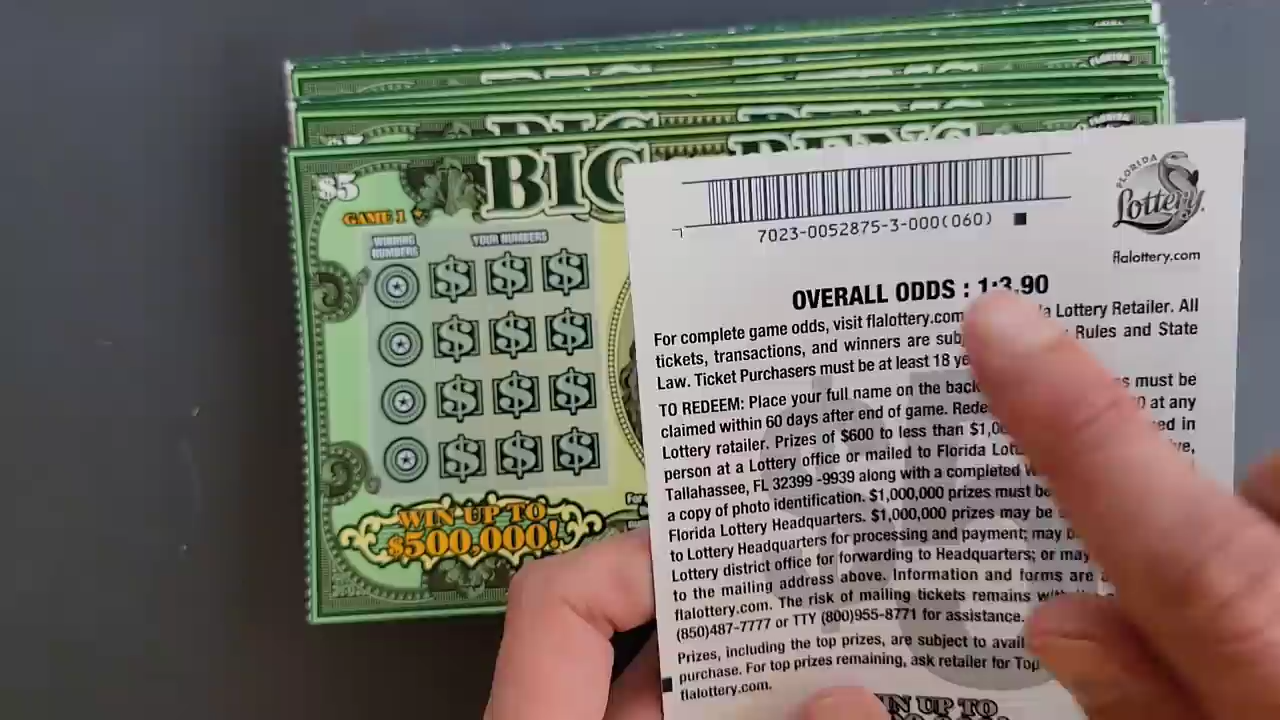 BIG
$5
GAME 1
WINNING NUMBERS
YOUR NUMBERS
WIN UP TO
$500,000!
7023-0052875-3-000(060)
FLORIDA
Lottery
flalottery.com
OVERALL ODDS : 1:3.90
For complete game odds, visit flalottery.com Lottery Retailer. All
tickets, transactions, and winners are Rules and State
Law. Ticket Purchasers must be at least 18
TO REDEEM: Place your full name on the back must be
claimed within 60 days after end of game. at any
Lottery retailer. Prizes of $600 to less than in
person at a Lottery office or mailed to Florida
Tallahassee, FL 32399 -9939 along with a completed
a copy of photo identification. $1,000,000 prizes must
Florida Lottery Headquarters. $1,000,000 prizes may be
to Lottery Headquarters for processing and payment; may
Lottery district office for forwarding to Headquarters; or may
to the mailing address above. Information and forms are
flalottery.com. The risk of mailing tickets remains
(850)487-7777 or TTY (800)955-8771 for assistance.
Prizes, including the top prizes, are subject to
purchase. For top prizes remaining, ask retailer for Top
flalottery.com.
WIN UP TO